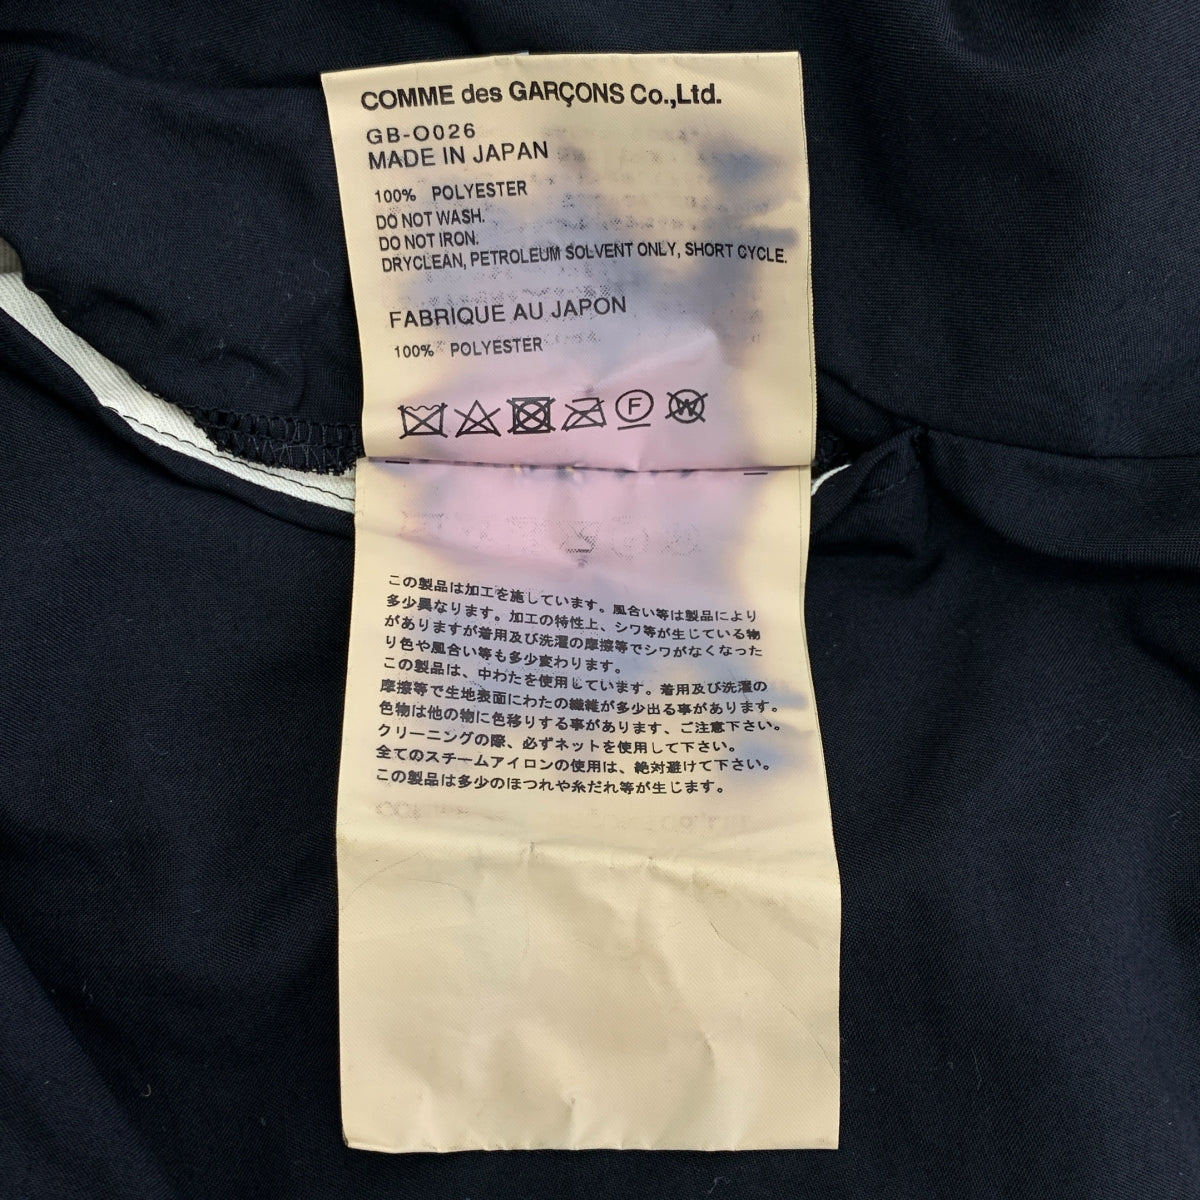 COMME des GARÇONS Co.,Ltd.
GB-O026
MADE IN JAPAN
100% POLYESTER
DO NOT WASH.
DO NOT IRON.
DRYCLEAN, PETROLEUM SOLVENT ONLY, SHORT CYCLE.
FABRIQUE AU JAPON
100% POLYESTER
F
W
この製品は加工を施しています。風合い等は製品により
多少異なります。加工の特性上、シワ等が生じている物
がありますが着用及び洗濯の摩擦等でシワがなくなった
り色や風合い等も多少変わります。
この製品は、中わたを使用しています。着用及び洗濯の
摩擦等で生地表面にわたの繊維が多少出る事があります。
色物は他の物に色移りする事があります、ご注意下さい。
クリーニングの際、必ずネットを使用して下さい。
全てのスチームアイロンの使用は、絶対避けて下さい。
この製品は多少のほつれや糸だれ等が生じます。